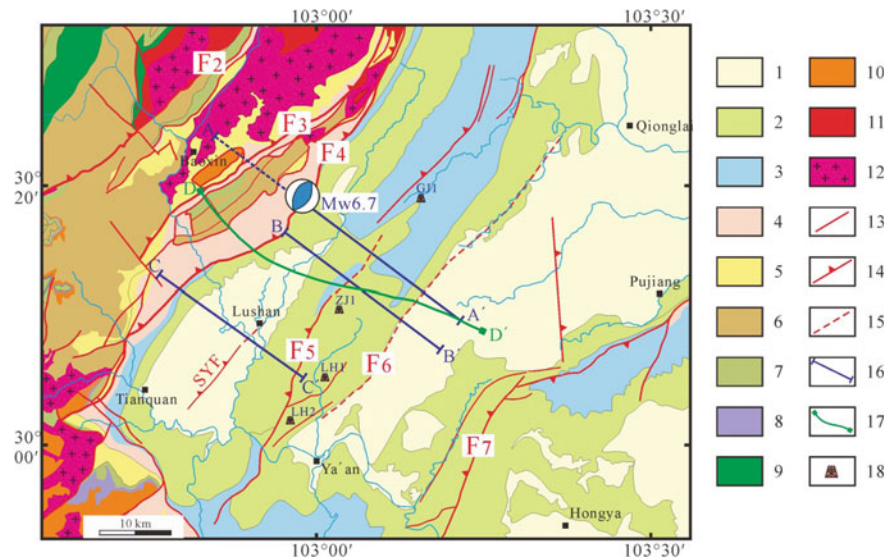 103°00′
103°30′
F2
1
10
A
F3
2
11
Qionglai
Baoxin
F4
3
12
30°
20′
D
GJ1
Mw6.7
4
13
B
C
Pujiang
5
14
ZJ1
A′
Lushan
D′
6
15
F5
B′
F6
SYF
LH1
C′
7
16
Tianquan
LH2
30°
00′
8
17
F7
Ya′an
9
18
Hongya
10 km
103°00′
103°30′